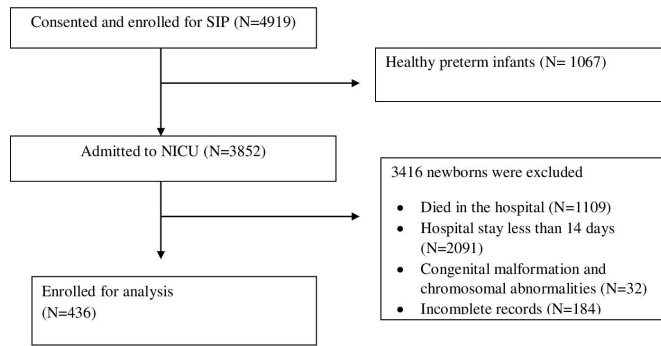 Consented and enrolled for SIP (N=4919)
Healthy preterm infants (N= 1067)
Admitted to NICU (N=3852)
3416 newborns were excluded
• Died in the hospital (N=1109)
• Hospital stay less than 14 days
(N=2091)
• Congenital malformation and
chromosomal abnormalities (N=32)
• Incomplete records (N=184)
Enrolled for analysis
(N=436)